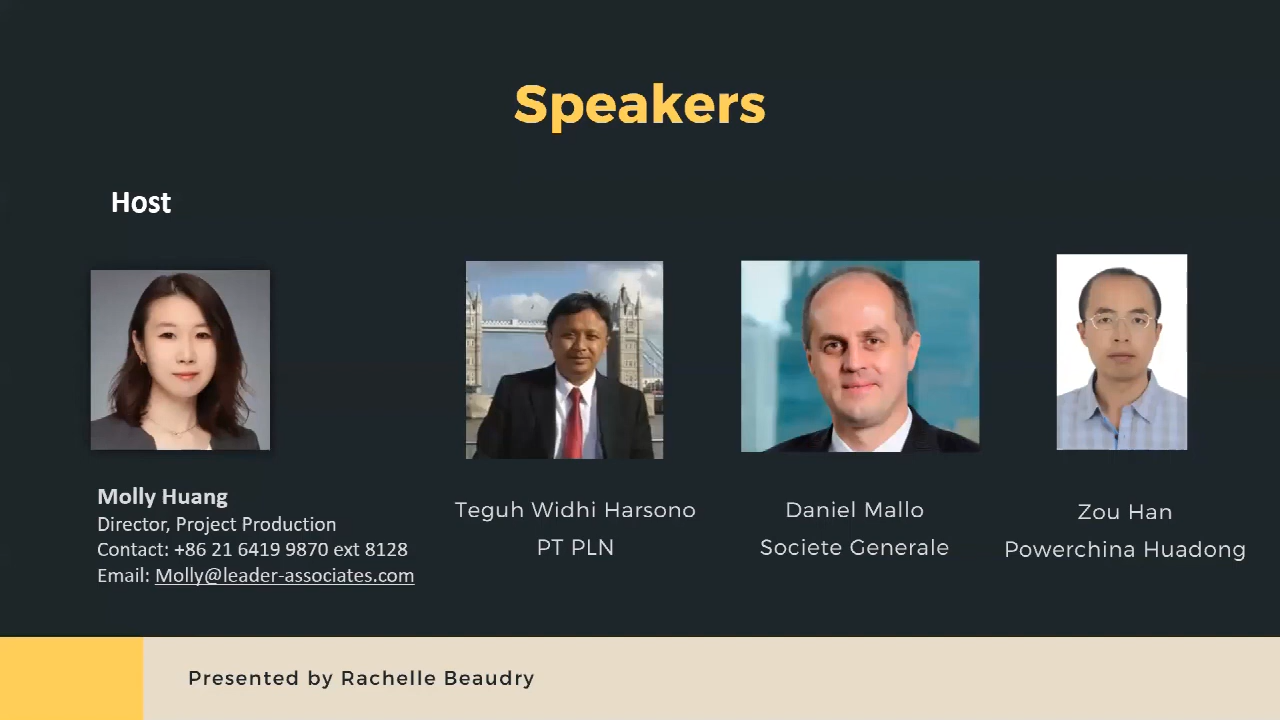 Speakers
Host
Molly Huang
Director, Project Production
Contact: +86 21 6419 9870 ext 8128
Email: Molly@leader-associates.com
Teguh Widhi Harsono
PT PLN
Daniel Mallo
Societe Generale
Zou Han
Powerchina Huadong
Presented by Rachelle Beaudry